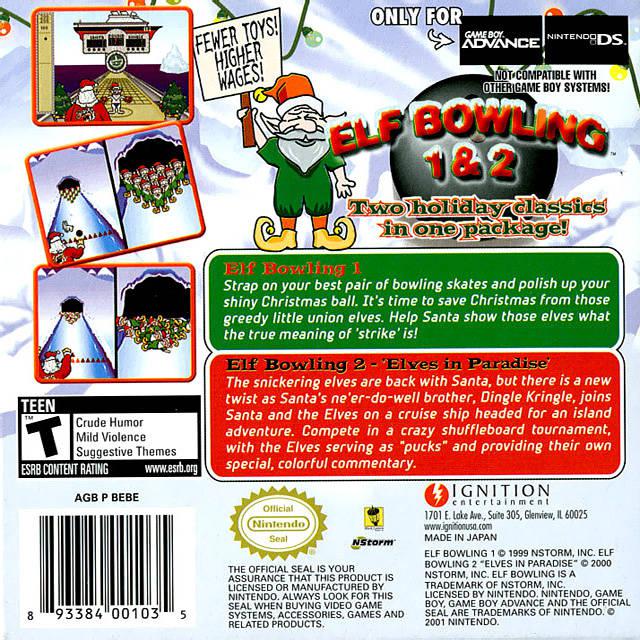 FEWER TOYS!
HIGHER
WAGES!
ONLY FOR
GAME BOY
ADVANCE
NINTENDO DS
NOT COMPATIBLE WITH
OTHER GAME BOY SYSTEMS!
ELF BOWLING
1 & 2
Two holiday classics
in one package!
Elf Bowling 1
Strap on your best pair of bowling skates and polish up your
shiny Christmas ball. It's time to save Christmas from those
greedy little union elves. Help Santa show those elves what
the true meaning of 'strike' is!
Elf Bowling 2 - 'Elves in Paradise'
The snickering elves are back with Santa, but there is a new
twist as Santa's ne'er-do-well brother, Dingle Kringle, joins
Santa and the Elves on a cruise ship headed for an island
adventure. Compete in a crazy shuffleboard tournament,
with the Elves serving as "pucks" and providing their own
special, colorful commentary.
TEEN
T
Crude Humor
Mild Violence
Suggestive Themes
ESRB CONTENT RATING www.esrb.org
AGB P BEBE
8 93384 00103 5
Official
Nintendo
Seal
NStorm
THE OFFICIAL SEAL IS YOUR
ASSURANCE THAT THIS PRODUCT IS
LICENSED OR MANUFACTURED BY
NINTENDO. ALWAYS LOOK FOR THIS
SEAL WHEN BUYING VIDEO GAME
SYSTEMS, ACCESSORIES, GAMES AND
RELATED PRODUCTS.
IGNITION
entertainment
1701 E. Lake Ave., Suite 305, Glenview, IL 60025
www.ignitionusa.com
MADE IN JAPAN
ELF BOWLING 1 © 1999 NSTORM, INC. ELF
BOWLING 2 "ELVES IN PARADISE" © 2000
NSTORM, INC. ELF BOWLING IS A
TRADEMARK OF NSTORM, INC.
LICENSED BY NINTENDO. NINTENDO, GAME
BOY, GAME BOY ADVANCE AND THE OFFICIAL
SEAL ARE TRADEMARKS OF NINTENDO. ©
2001 NINTENDO.